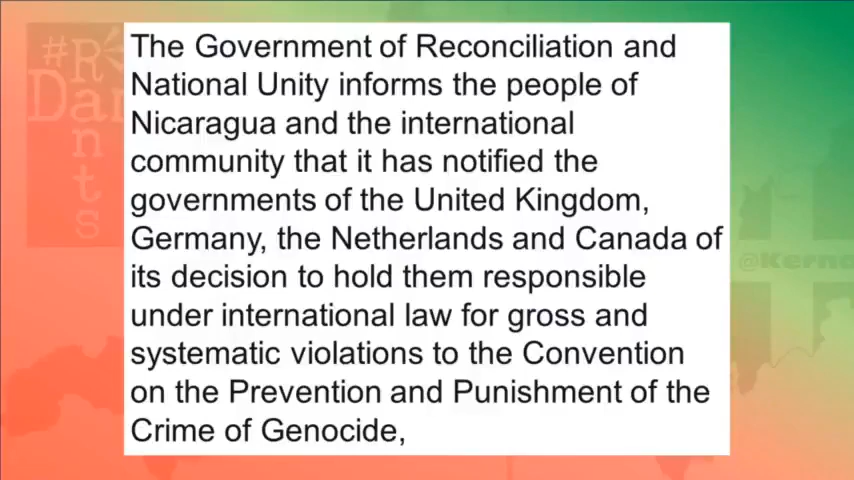 The Government of Reconciliation and
National Unity informs the people of
Nicaragua and the international
community that it has notified the
governments of the United Kingdom,
Germany, the Netherlands and Canada of
its decision to hold them responsible
under international law for gross and
systematic violations to the Convention
on the Prevention and Punishment of the
Crime of Genocide,